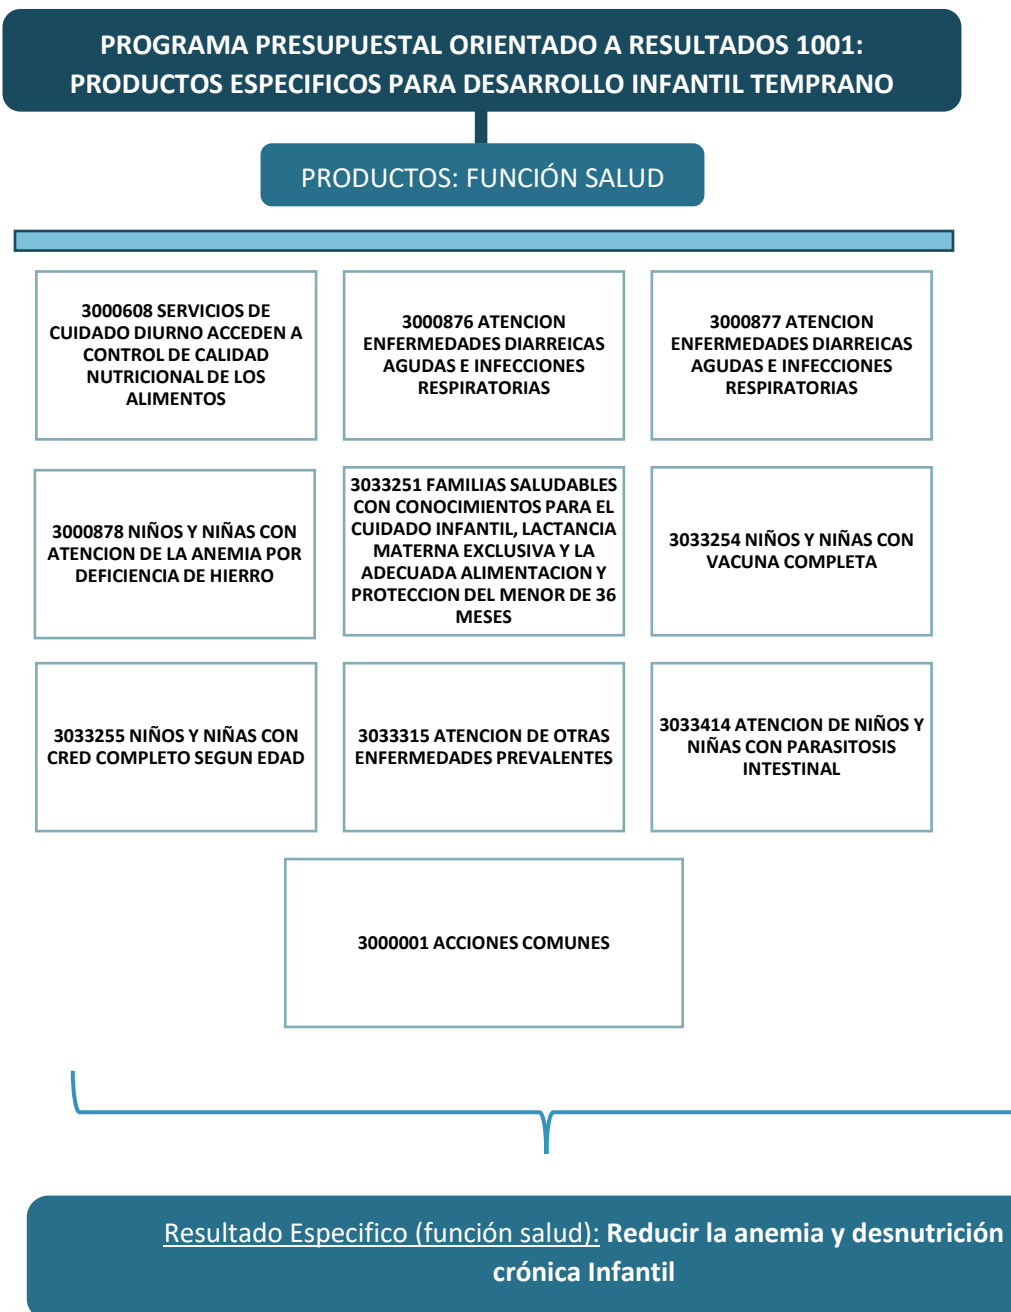 PROGRAMA PRESUPUESTAL ORIENTADO A RESULTADOS 1001:
PRODUCTOS ESPECIFICOS PARA DESARROLLO INFANTIL TEMPRANO
PRODUCTOS: FUNCIÓN SALUD
3000608 SERVICIOS DE
CUIDADO DIURNO ACCEDEN A
CONTROL DE CALIDAD
NUTRICIONAL DE LOS
ALIMENTOS
3000876 ATENCION
ENFERMEDADES DIARREICAS
AGUDAS E INFECCIONES
RESPIRATORIAS
3000877 ATENCION
ENFERMEDADES DIARREICAS
AGUDAS E INFECCIONES
RESPIRATORIAS
3000878 NIÑOS Y NIÑAS CON
ATENCION DE LA ANEMIA POR
DEFICIENCIA DE HIERRO
3033251 FAMILIAS SALUDABLES
CON CONOCIMIENTOS PARA EL
CUIDADO INFANTIL, LACTANCIA
MATERNA EXCLUSIVA Y LA
ADECUADA ALIMENTACION Y
PROTECCION DEL MENOR DE 36
MESES
3033254 NIÑOS Y NIÑAS CON
VACUNA COMPLETA
3033255 NIÑOS Y NIÑAS CON
CRED COMPLETO SEGUN EDAD
3033315 ATENCION DE OTRAS
ENFERMEDADES PREVALENTES
3033414 ATENCION DE NIÑOS Y
NIÑAS CON PARASITOSIS
INTESTINAL
3000001 ACCIONES COMUNES
Resultado Especifico (función salud): Reducir la anemia y desnutrición
crónica Infantil